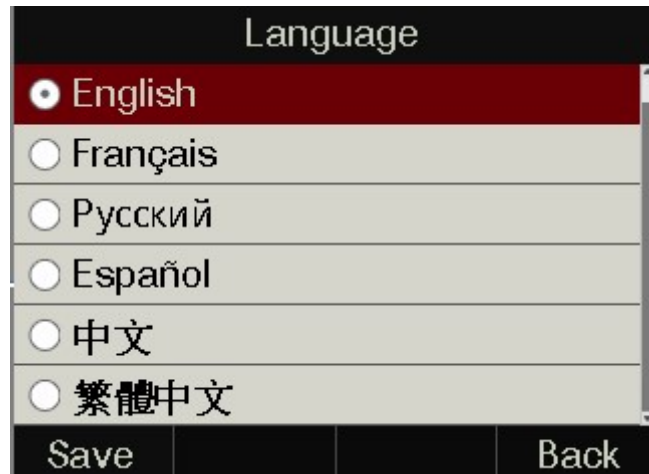 Language
English
Français
Русский
Español
中文
繁體中文
Save Back